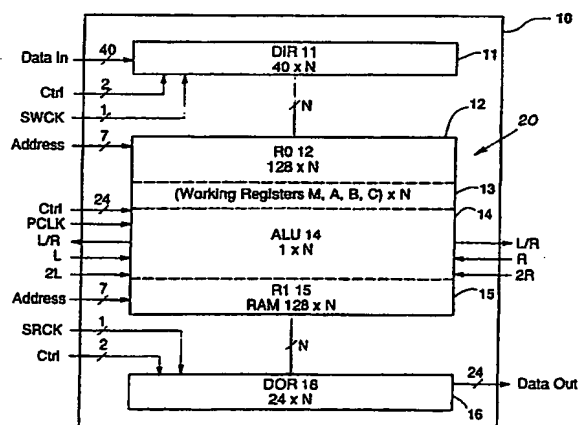 10
Data In 40 DIR 11 11
40 x N
Ctrl 2
SWCK 1 N 12 20
Address 7 R0 12
128 x N
(Working Registers M, A, B, C) x N 13
Ctrl 24 14
PCLK
L/R ALU 14 L/R
L 1 x N R
2L 2R
Address 7 R1 15 15
RAM 128 x N
SRCK 1
Ctrl 2 N
DOR 16 24 Data Out
24 x N 16